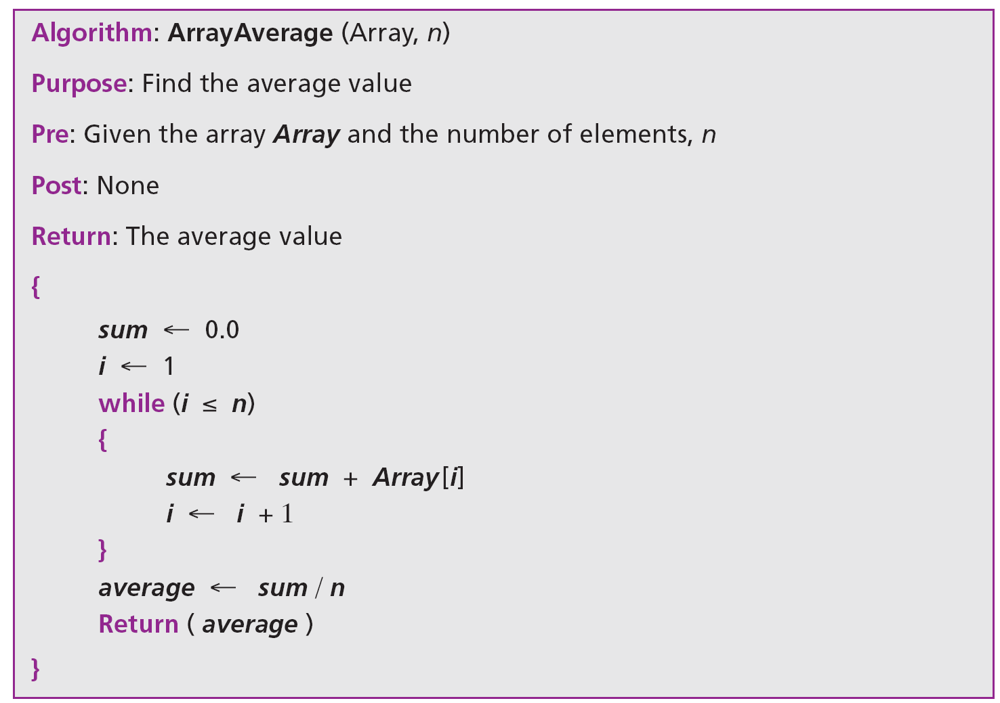 Algorithm: ArrayAverage (Array, n)
Purpose: Find the average value
Pre: Given the array Array and the number of elements, n
Post: None
Return: The average value
{
sum ← 0.0
i ← 1
while (i ≤ n)
{
sum ← sum + Array[i]
i ← i + 1
}
average ← sum / n
Return ( average )
}